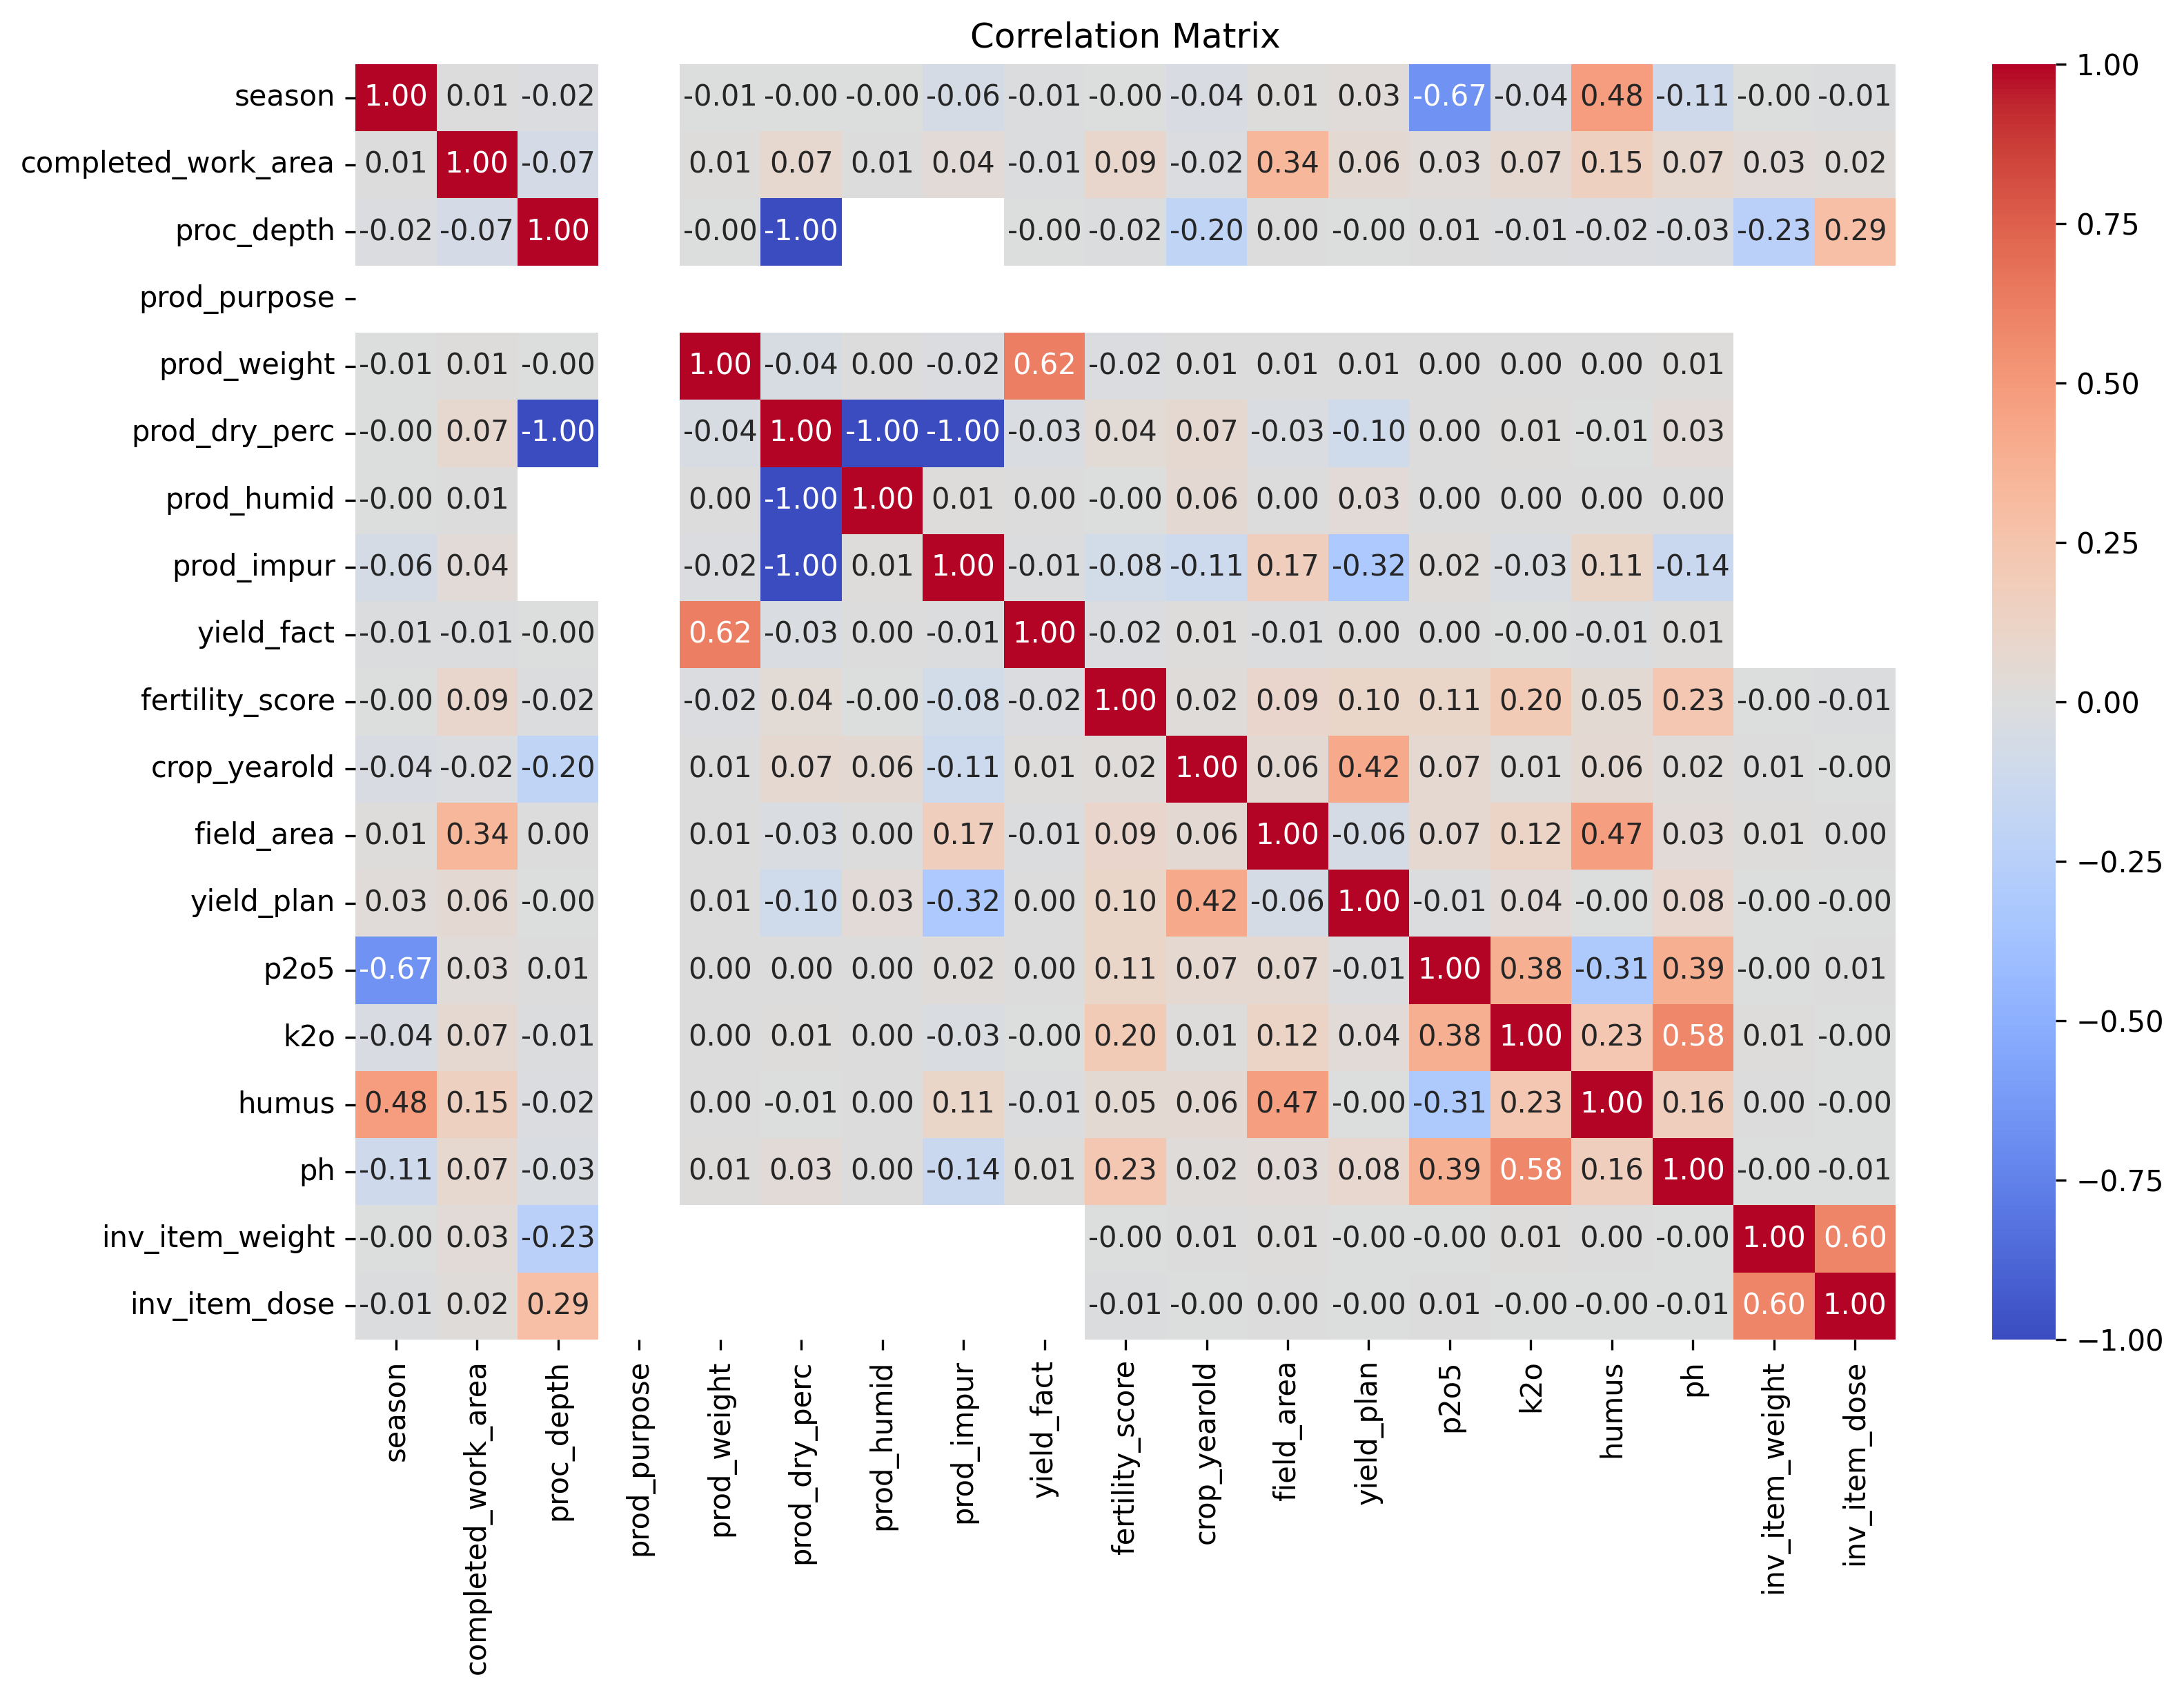 Correlation Matrix
season 1.00 0.01 -0.02 -0.01 -0.00 -0.00 -0.06 -0.01 -0.00 -0.04 0.01 0.03 -0.67 -0.04 0.48 -0.11 -0.00 -0.01
completed_work_area 0.01 1.00 -0.07 0.01 0.07 0.01 0.04 -0.01 0.09 -0.02 0.34 0.06 0.03 0.07 0.15 0.07 0.03 0.02
proc_depth -0.02 -0.07 1.00 -0.00 -1.00 -0.00 -0.02 -0.20 0.00 -0.00 0.01 -0.01 -0.02 -0.03 -0.23 0.29
prod_purpose
prod_weight -0.01 0.01 -0.00 1.00 -0.04 0.00 -0.02 0.62 -0.02 0.01 0.01 0.01 0.00 0.00 0.00 0.01
prod_dry_perc -0.00 0.07 -1.00 -0.04 1.00 -1.00 -1.00 -0.03 0.04 0.07 -0.03 -0.10 0.00 0.01 -0.01 0.03
prod_humid -0.00 0.01 0.00 -1.00 1.00 0.01 0.00 -0.00 0.06 0.00 0.03 0.00 0.00 0.00 0.00
prod_impur -0.06 0.04 -0.02 -1.00 0.01 1.00 -0.01 -0.08 -0.11 0.17 -0.32 0.02 -0.03 0.11 -0.14
yield_fact -0.01 -0.01 -0.00 0.62 -0.03 0.00 -0.01 1.00 -0.02 0.01 -0.01 0.00 0.00 -0.00 -0.01 0.01
fertility_score -0.00 0.09 -0.02 -0.02 0.04 -0.00 -0.08 -0.02 1.00 0.02 0.09 0.10 0.11 0.20 0.05 0.23 -0.00 -0.01
crop_yearold -0.04 -0.02 -0.20 0.01 0.07 0.06 -0.11 0.01 0.02 1.00 0.06 0.42 0.07 0.01 0.06 0.02 0.01 -0.00
field_area 0.01 0.34 0.00 0.01 -0.03 0.00 0.17 -0.01 0.09 0.06 1.00 -0.06 0.07 0.12 0.47 0.03 0.01 0.00
yield_plan 0.03 0.06 -0.00 0.01 -0.10 0.03 -0.32 0.00 0.10 0.42 -0.06 1.00 -0.01 0.04 -0.00 0.08 -0.00 -0.00
p2o5 -0.67 0.03 0.01 0.00 0.00 0.00 0.02 0.00 0.11 0.07 0.07 -0.01 1.00 0.38 -0.31 0.39 -0.00 0.01
k2o -0.04 0.07 -0.01 0.00 0.01 0.00 -0.03 -0.00 0.20 0.01 0.12 0.04 0.38 1.00 0.23 0.58 0.01 -0.00
humus 0.48 0.15 -0.02 0.00 -0.01 0.00 0.11 -0.01 0.05 0.06 0.47 -0.00 -0.31 0.23 1.00 0.16 0.00 -0.00
ph -0.11 0.07 -0.03 0.01 0.03 0.00 -0.14 0.01 0.23 0.02 0.03 0.08 0.39 0.58 0.16 1.00 -0.00 -0.01
inv_item_weight -0.00 0.03 -0.23 -0.00 0.01 0.01 -0.00 -0.00 0.01 0.00 -0.00 1.00 0.60
inv_item_dose -0.01 0.02 0.29 -0.01 -0.00 0.00 -0.00 0.01 -0.00 -0.00 -0.01 0.60 1.00
season
completed_work_area
proc_depth
prod_purpose
prod_weight
prod_dry_perc
prod_humid
prod_impur
yield_fact
fertility_score
crop_yearold
field_area
yield_plan
p2o5
k2o
humus
ph
inv_item_weight
inv_item_dose
1.00
0.75
0.50
0.25
0.00
−0.25
−0.50
−0.75
−1.00